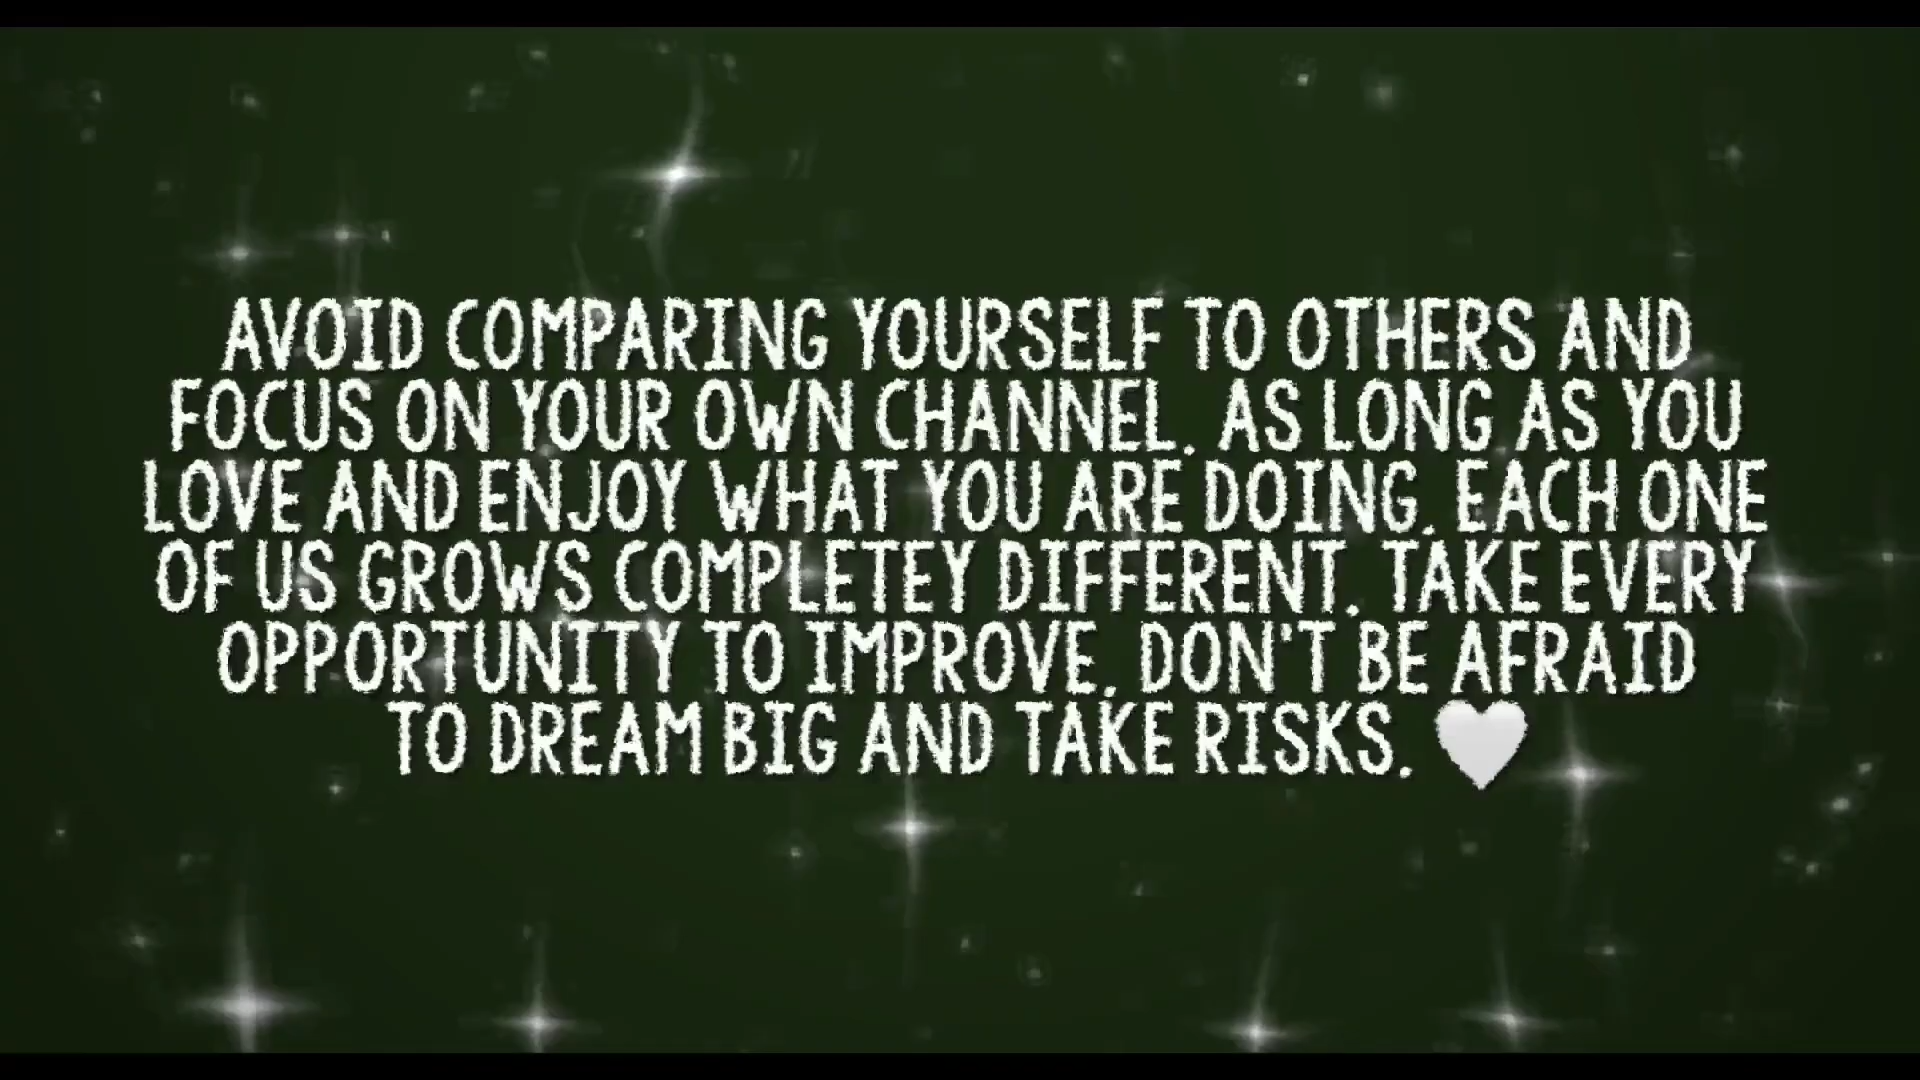 AVOID COMPARING YOURSELF TO OTHERS AND
FOCUS ON YOUR OWN CHANNEL. AS LONG AS YOU
LOVE AND ENJOY WHAT YOU ARE DOING. EACH ONE
OF US GROWS COMPLETEY DIFFERENT. TAKE EVERY
OPPORTUNITY TO IMPROVE. DON'T BE AFRAID
TO DREAM BIG AND TAKE RISKS. 🤍